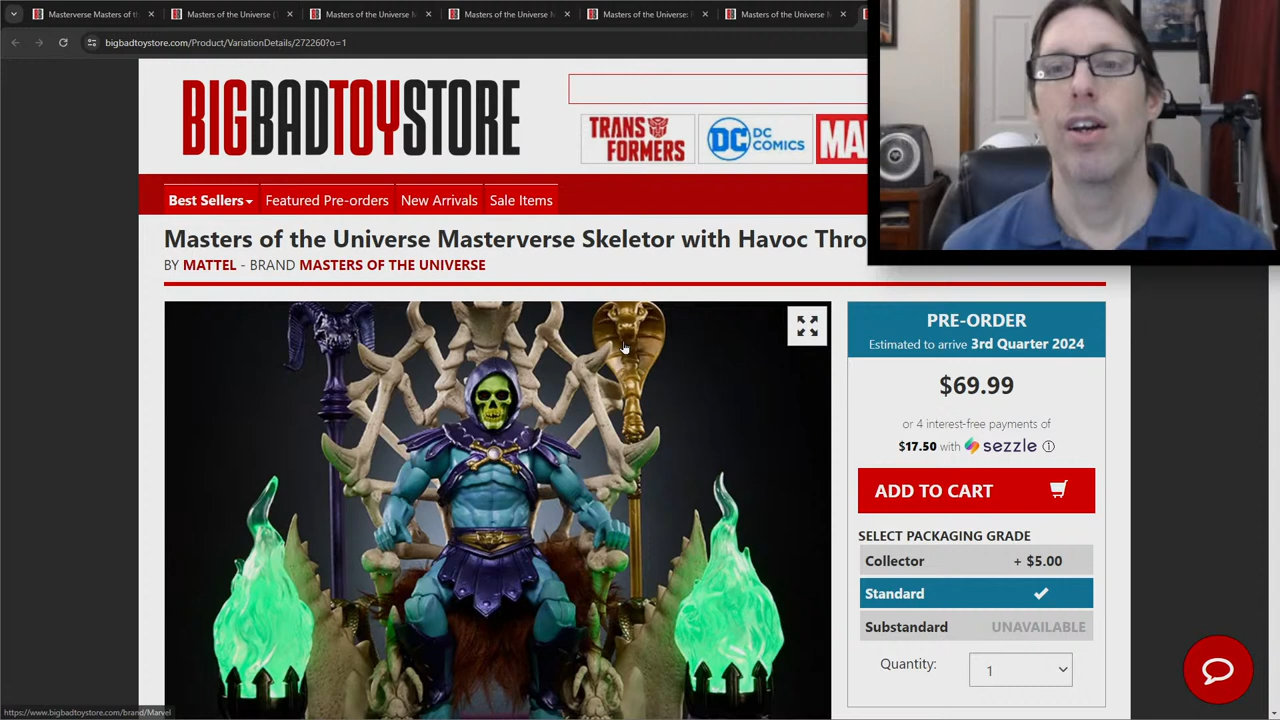 Masterverse Masters of t
Masters of the Universe (
Masters of the Universe M
Masters of the Universe M
Masters of the Universe:
Masters of the Universe M
bigbadtoystore.com/Product/VariationDetails/272260?o=1
BIGBADTOYSTORE
TRANSFORMERS
DC
DC COMICS
MA
Best Sellers
Featured Pre-orders
New Arrivals
Sale Items
Masters of the Universe Masterverse Skeletor with Havoc Thro
BY MATTEL - BRAND MASTERS OF THE UNIVERSE
PRE-ORDER
Estimated to arrive 3rd Quarter 2024
$69.99
or 4 interest-free payments of
$17.50 with sezzle
ADD TO CART
SELECT PACKAGING GRADE
Collector + $5.00
Standard
Substandard UNAVAILABLE
Quantity: 1
https://www.bigbadtoystore.com/brand/Marvel